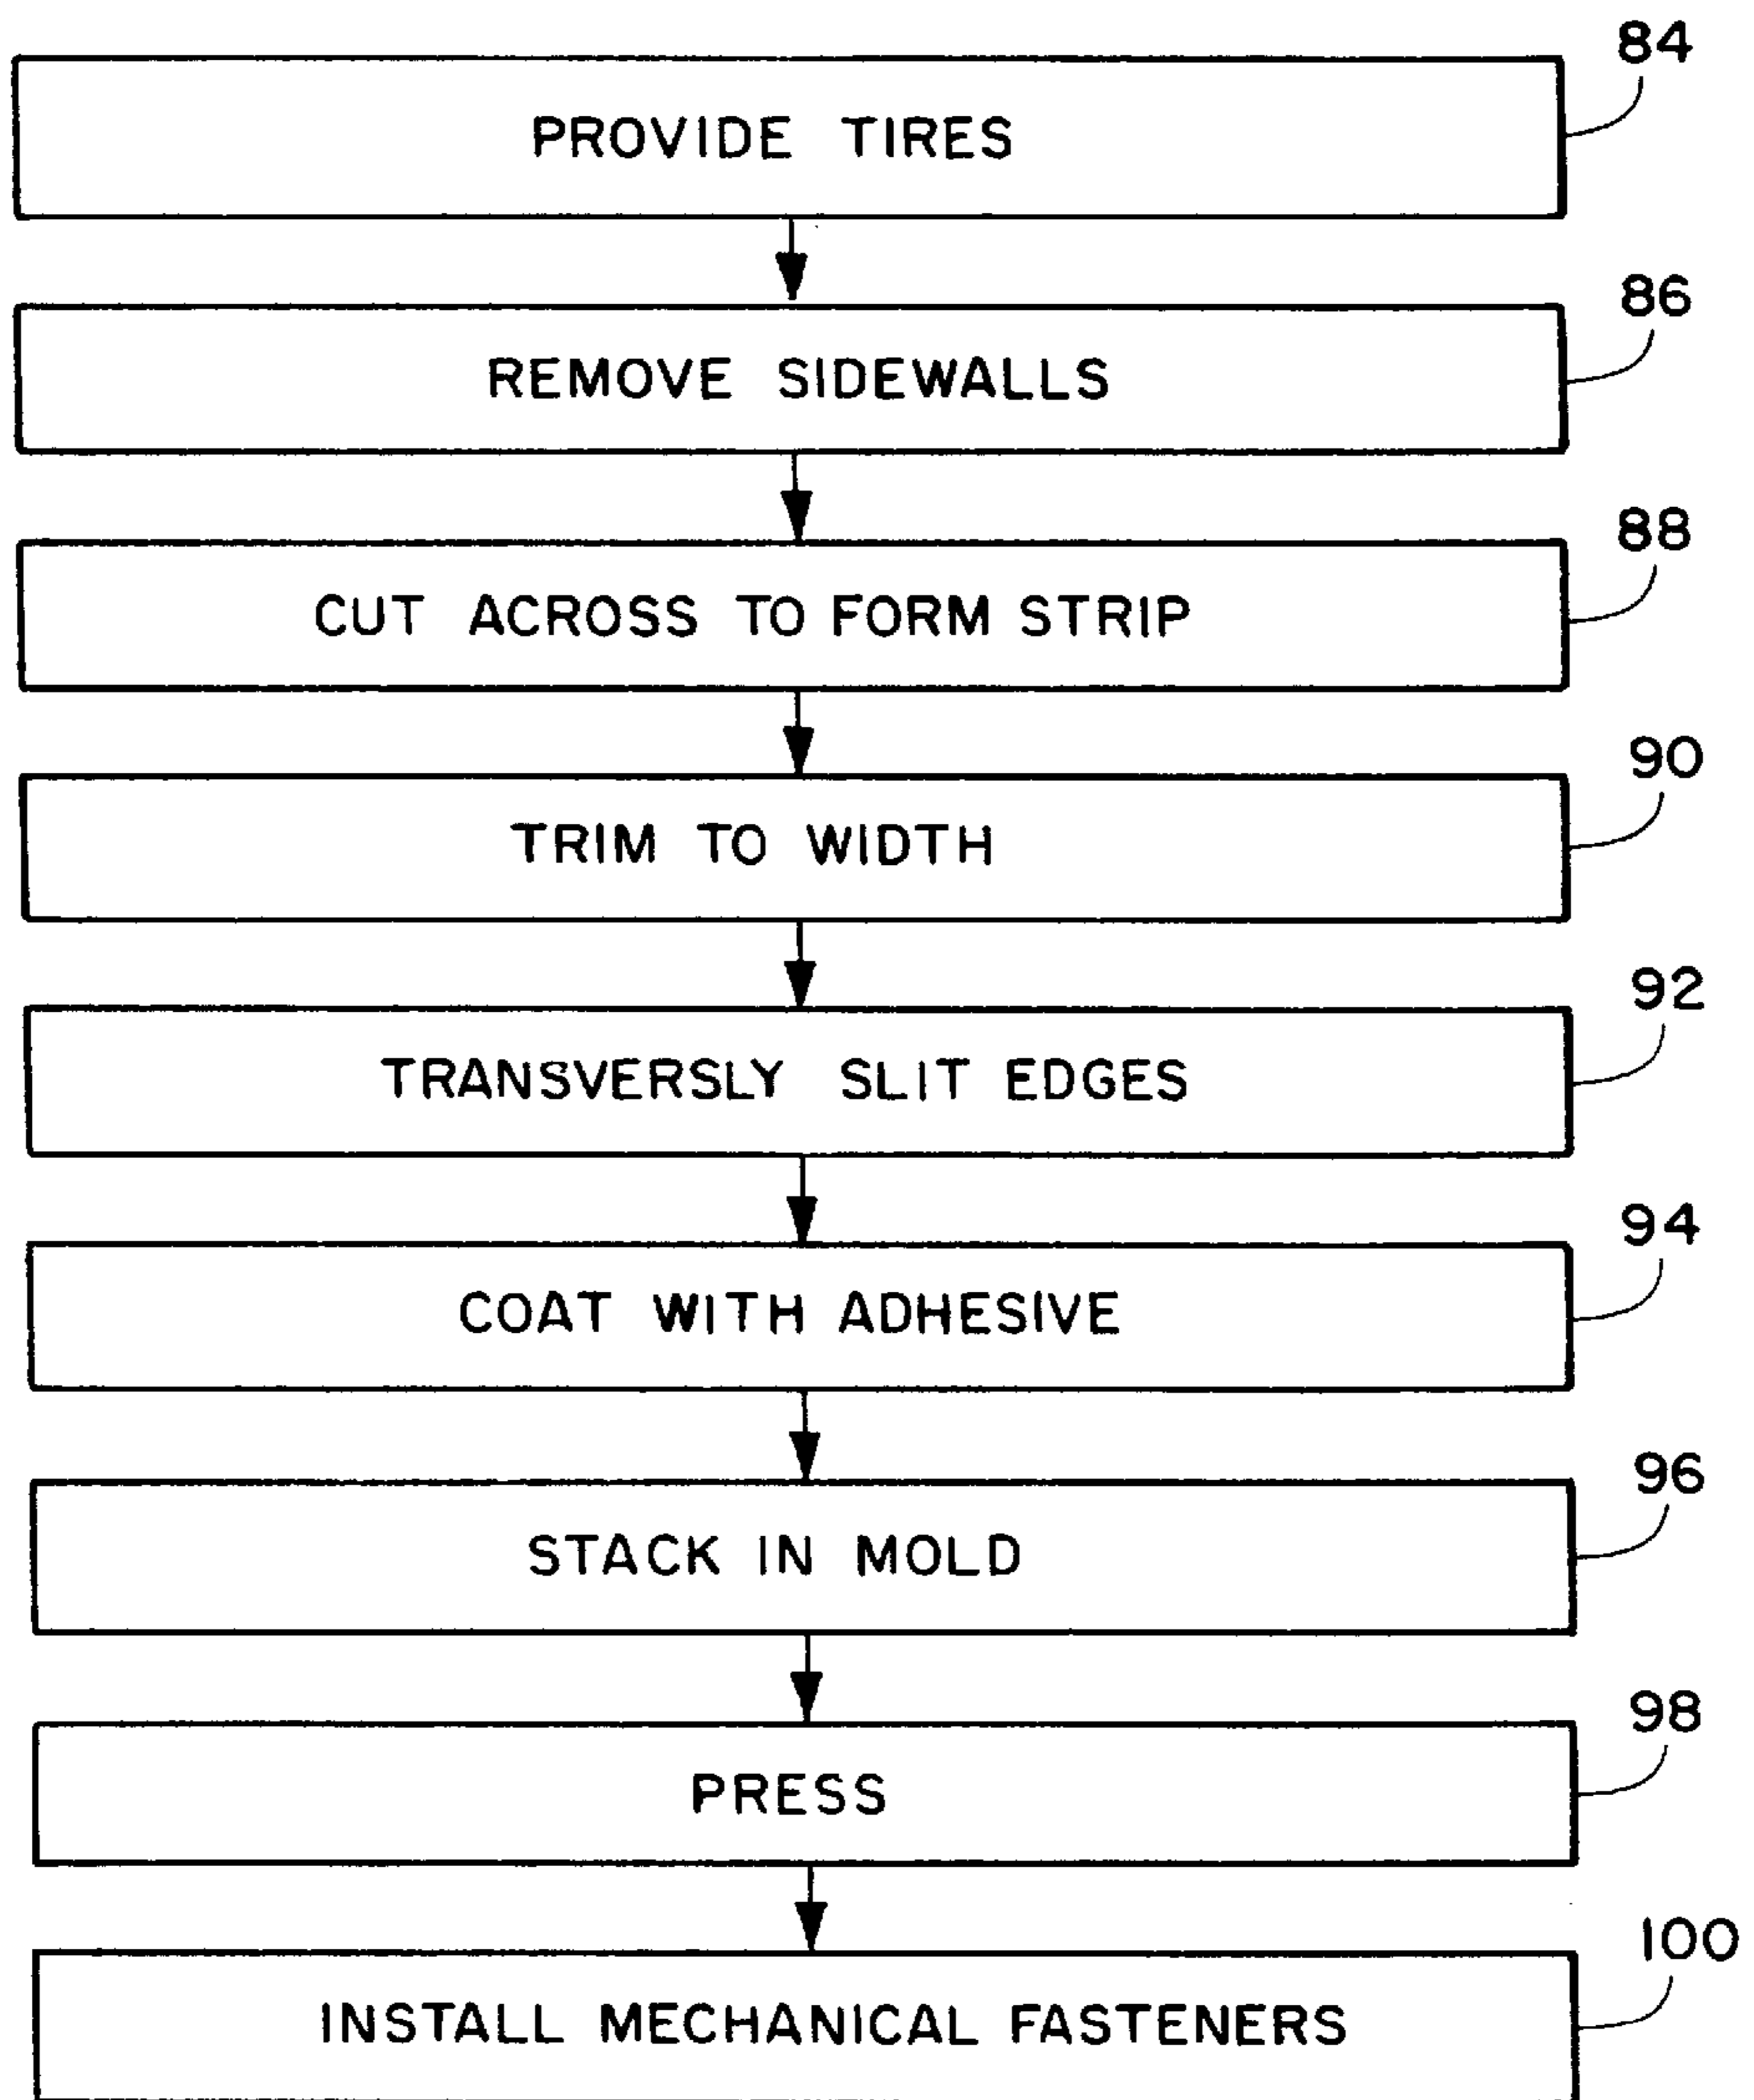 84
PROVIDE TIRES
86
REMOVE SIDEWALLS
88
CUT ACROSS TO FORM STRIP
90
TRIM TO WIDTH
92
TRANSVERSLY SLIT EDGES
94
COAT WITH ADHESIVE
96
STACK IN MOLD
98
PRESS
100
INSTALL MECHANICAL FASTENERS